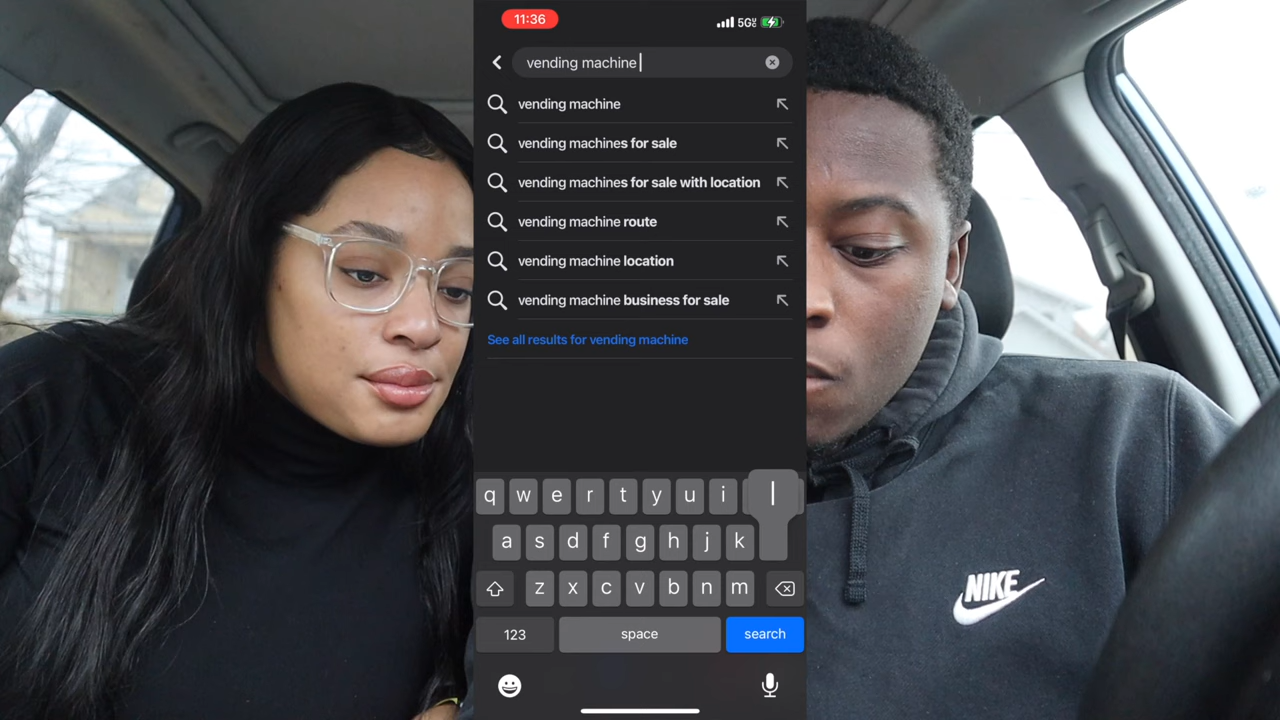 11:36
5G
vending machine
vending machine
vending machines for sale
vending machines for sale with location
vending machine route
vending machine location
vending machine business for sale
See all results for vending machine
q w e r t y u i
l
a s d f g h j k
z x c v b n m
123 space search
NIKE